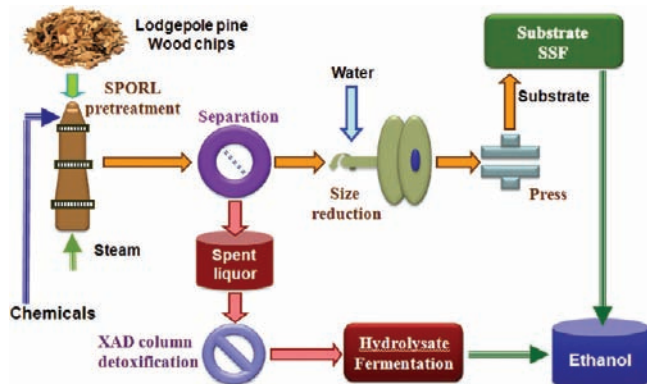 Lodgepole pine
Wood chips
SPORL
pretreatment
Separation
Water
Substrate
SSF
Substrate
Size
reduction
Press
Steam
Spent
liquor
Chemicals
XAD column
detoxification
Hydrolysate
Fermentation
Ethanol